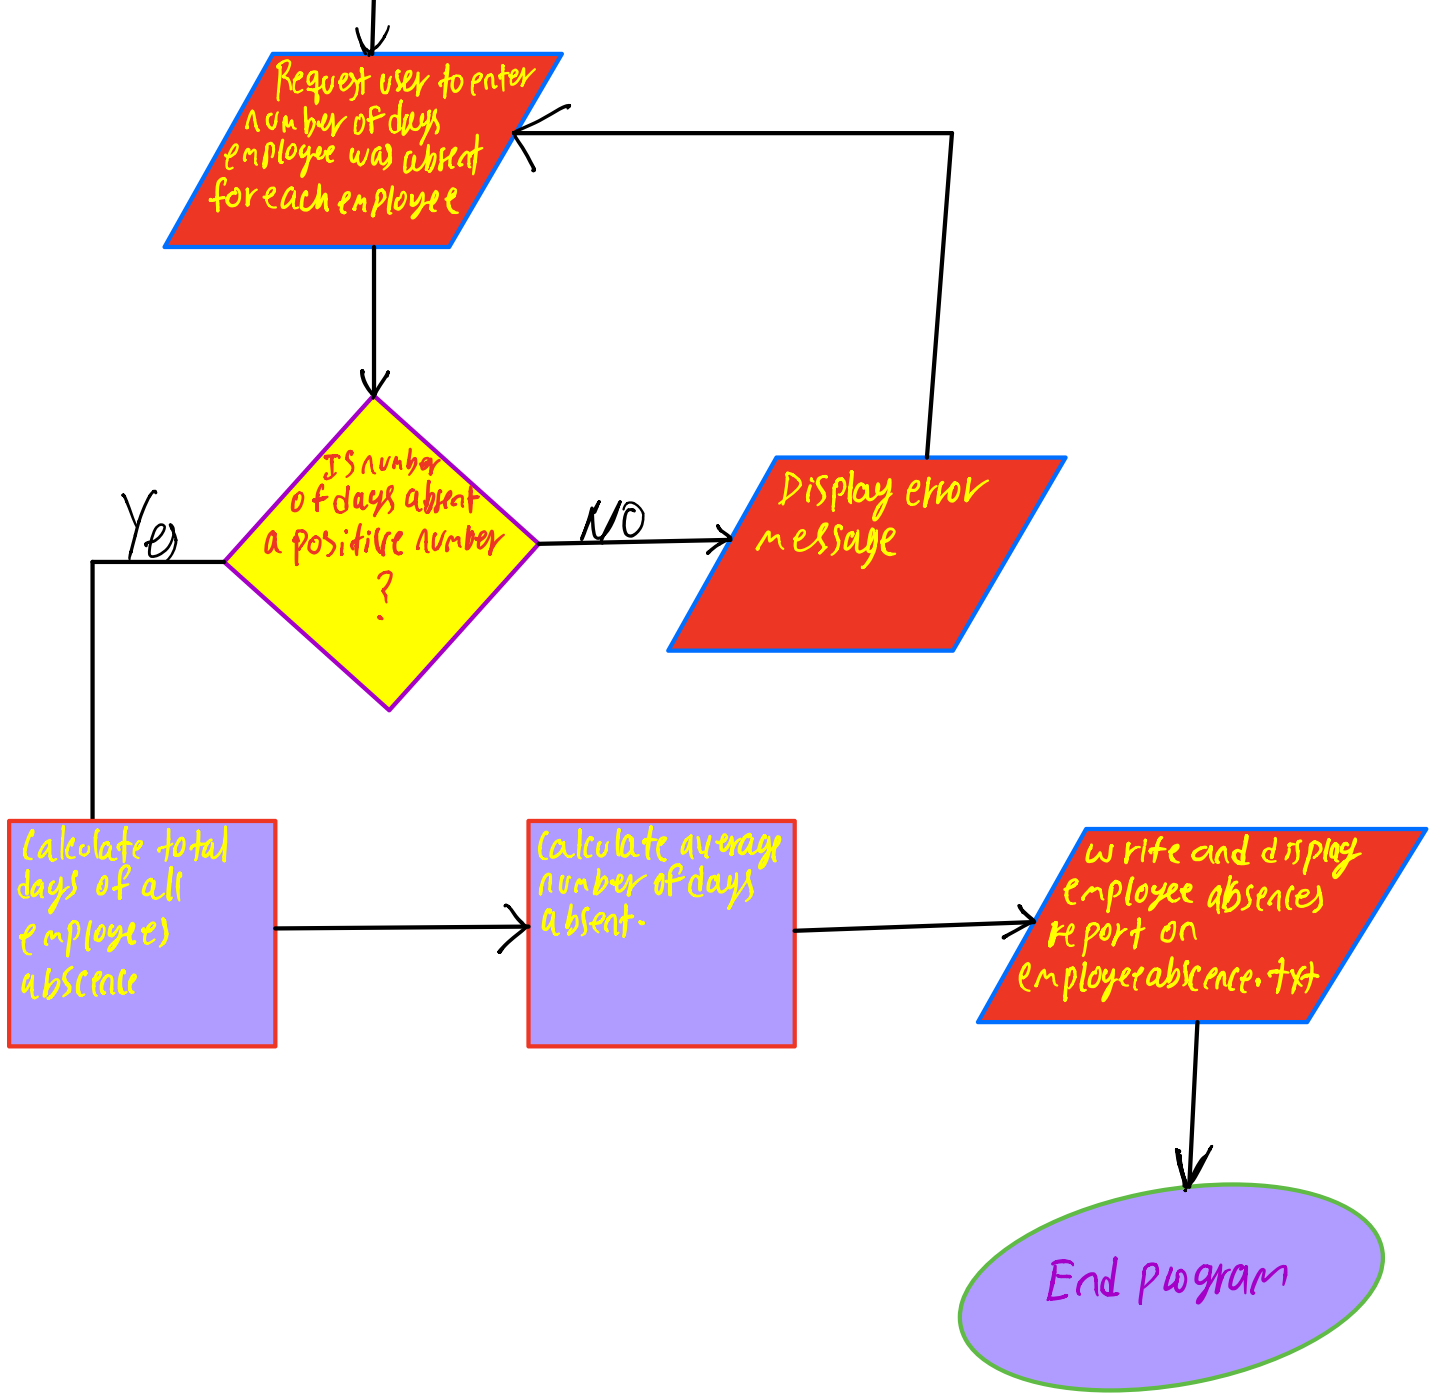 Request user to enter
number of days
employee was absent
for each employee
Is number
of days absent
a positive number
?
Yes
NO
Display error
message
Calculate total
days of all
employees
abscence
Calculate average
number of days
absent.
write and display
employee absences
report on
employeeabscence.txt
End program